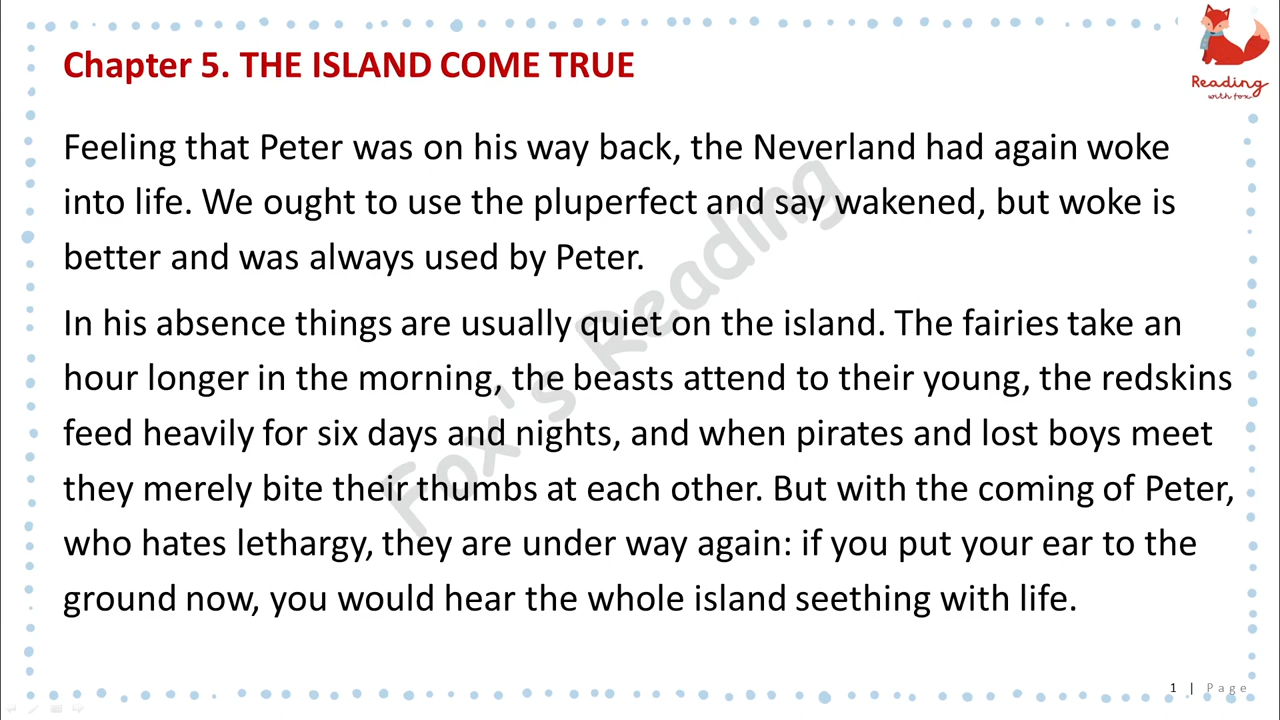 Chapter 5. THE ISLAND COME TRUE
Reading
with fox
Feeling that Peter was on his way back, the Neverland had again woke
into life. We ought to use the pluperfect and say wakened, but woke is
better and was always used by Peter.
In his absence things are usually quiet on the island. The fairies take an
hour longer in the morning, the beasts attend to their young, the redskins
feed heavily for six days and nights, and when pirates and lost boys meet
they merely bite their thumbs at each other. But with the coming of Peter,
who hates lethargy, they are under way again: if you put your ear to the
ground now, you would hear the whole island seething with life.
Fox's Reading
1 | Page